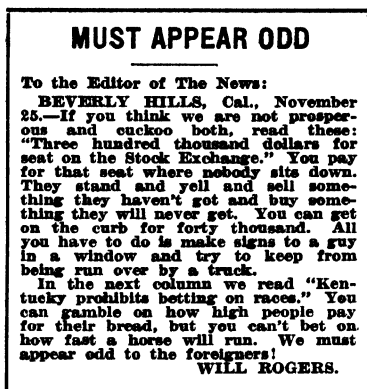 MUST APPEAR ODD
To the Editor of The News:
BEVERLY HILLS, Cal., November
25.—If you think we are not prosper-
ous and cuckoo both, read these:
"Three hundred thousand dollars for
seat on the Stock Exchange." You pay
for that seat where nobody sits down.
They stand and yell and sell some-
thing they haven't got and buy some-
thing they will never get. You can get
on the curb for forty thousand. All
you have to do is make signs to a guy
in a window and try to keep from
being run over by a truck.
In the next column we read "Ken-
tucky prohibits betting on races." You
can gamble on how high people pay
for their bread, but you can't bet on
how fast a horse will run. We must
appear odd to the foreigners!
WILL ROGERS.